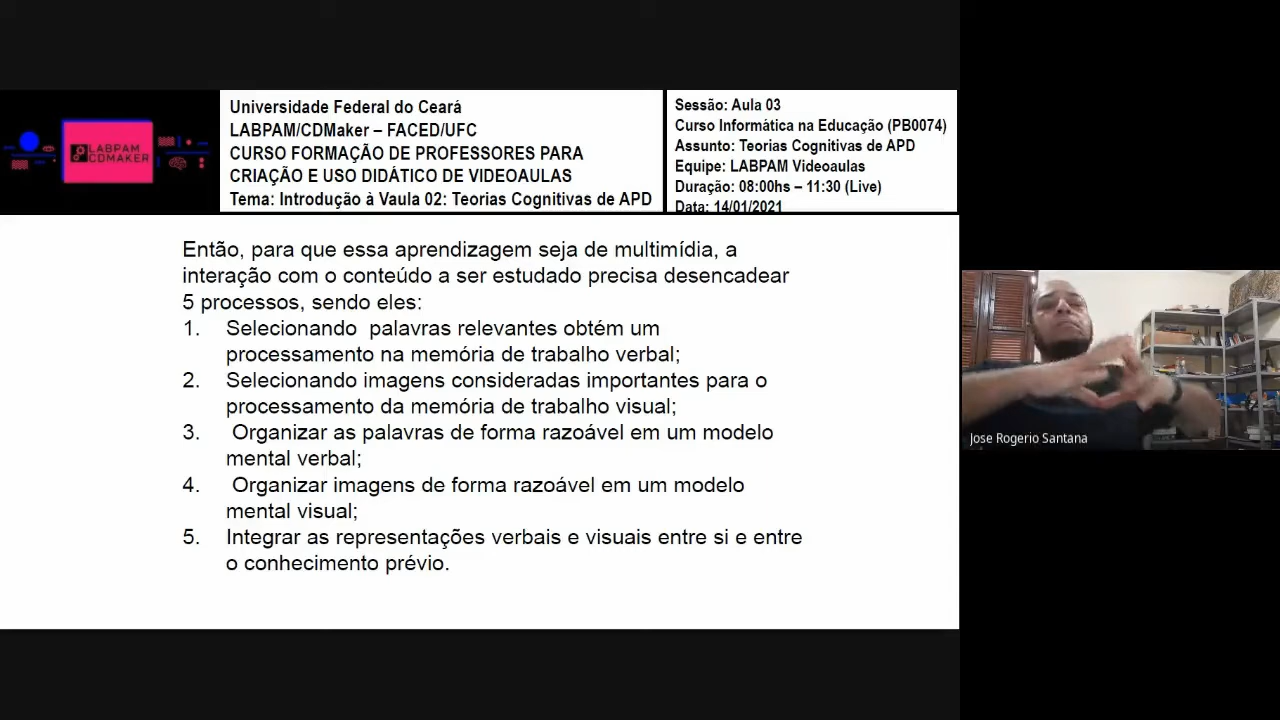 LABPAM
CDMAKER
Universidade Federal do Ceará
LABPAM/CDMaker – FACED/UFC
CURSO FORMAÇÃO DE PROFESSORES PARA
CRIAÇÃO E USO DIDÁTICO DE VIDEOAULAS
Tema: Introdução à Vaula 02: Teorias Cognitivas de APD
Sessão: Aula 03
Curso Informática na Educação (PB0074)
Assunto: Teorias Cognitivas de APD
Equipe: LABPAM Videoaulas
Duração: 08:00hs – 11:30 (Live)
Data: 14/01/2021
Então, para que essa aprendizagem seja de multimídia, a
interação com o conteúdo a ser estudado precisa desencadear
5 processos, sendo eles:
1. Selecionando palavras relevantes obtém um
processamento na memória de trabalho verbal;
2. Selecionando imagens consideradas importantes para o
processamento da memória de trabalho visual;
3. Organizar as palavras de forma razoável em um modelo
mental verbal;
4. Organizar imagens de forma razoável em um modelo
mental visual;
5. Integrar as representações verbais e visuais entre si e entre
o conhecimento prévio.
Jose Rogerio Santana